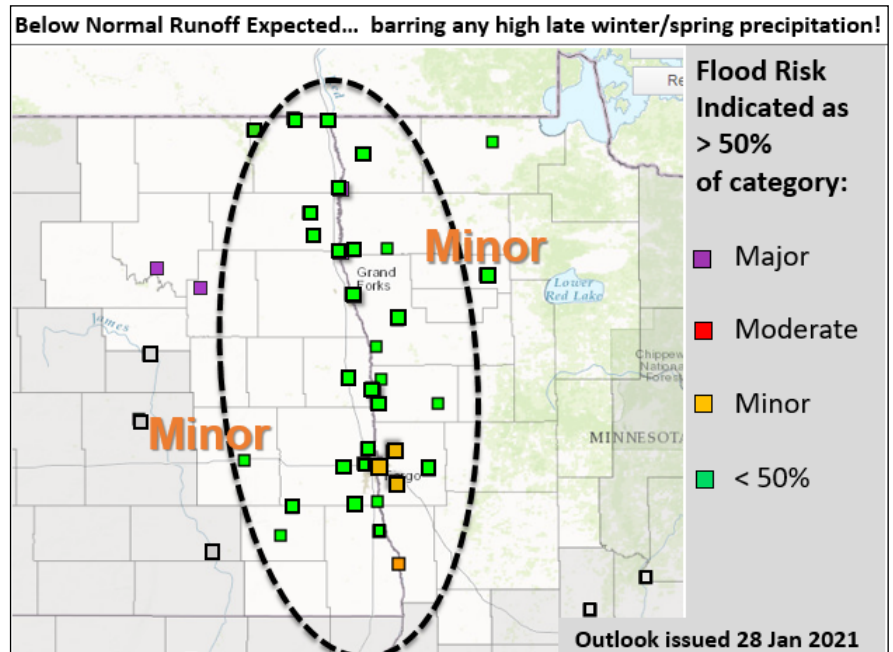 Below Normal Runoff Expected... barring any high late winter/spring precipitation!
Flood Risk
Indicated as
> 50%
of category:
Major
Moderate
Minor
< 50%
Minor
Grand
Forks
Lower
Red Lake
James
Chippew
National
Forest
Minor
MINNESOTA
rgo
Outlook issued 28 Jan 2021